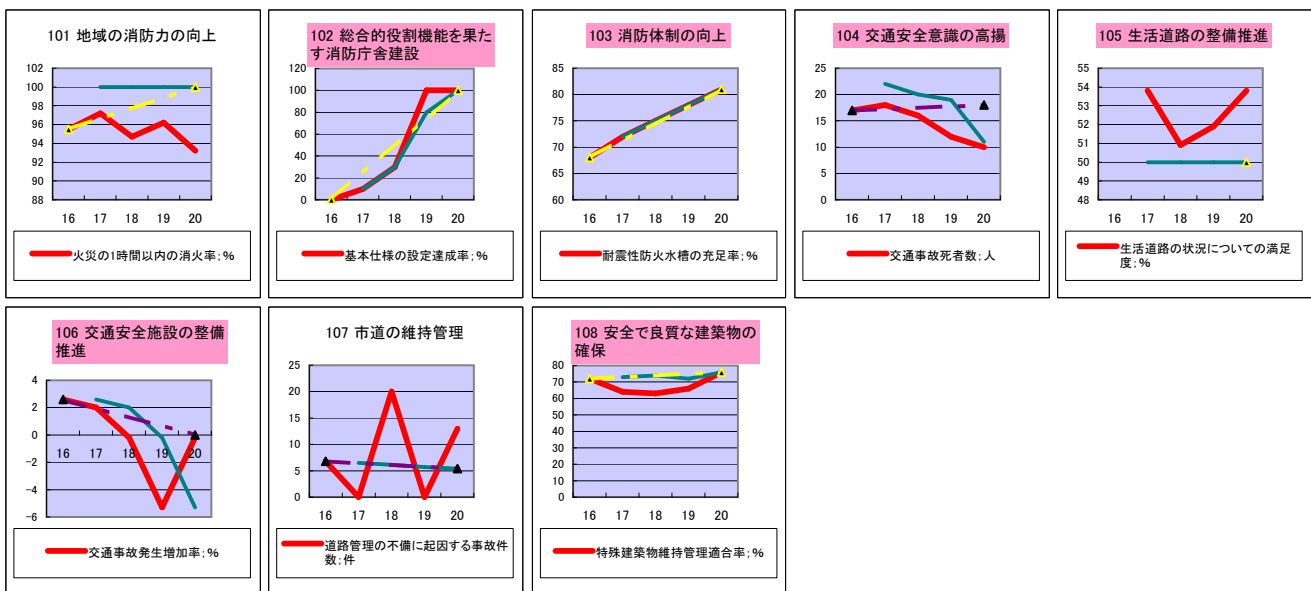 101 地域の消防力の向上
102
100
98
96
94
92
90
88
16 17 18 19 20
火災の1時間以内の消火率;%
102 総合的役割機能を果た
す消防庁舎建設
120
100
80
60
40
20
0
16 17 18 19 20
基本仕様の設定達成率;%
103 消防体制の向上
85
80
75
70
65
60
16 17 18 19 20
耐震性防火水槽の充足率;%
104 交通安全意識の高揚
25
20
15
10
5
0
16 17 18 19 20
交通事故死者数;人
105 生活道路の整備推進
55
54
53
52
51
50
49
48
16 17 18 19 20
生活道路の状況についての満足
度;%
106 交通安全施設の整備
推進
4
2
0
-2
-4
-6
16 17 18 19 20
交通事故発生増加率;%
107 市道の維持管理
25
20
15
10
5
0
16 17 18 19 20
道路管理の不備に起因する事故件
数;件
108 安全で良質な建築物の
確保
80
70
60
50
40
30
20
10
0
16 17 18 19 20
特殊建築物維持管理適合率;%